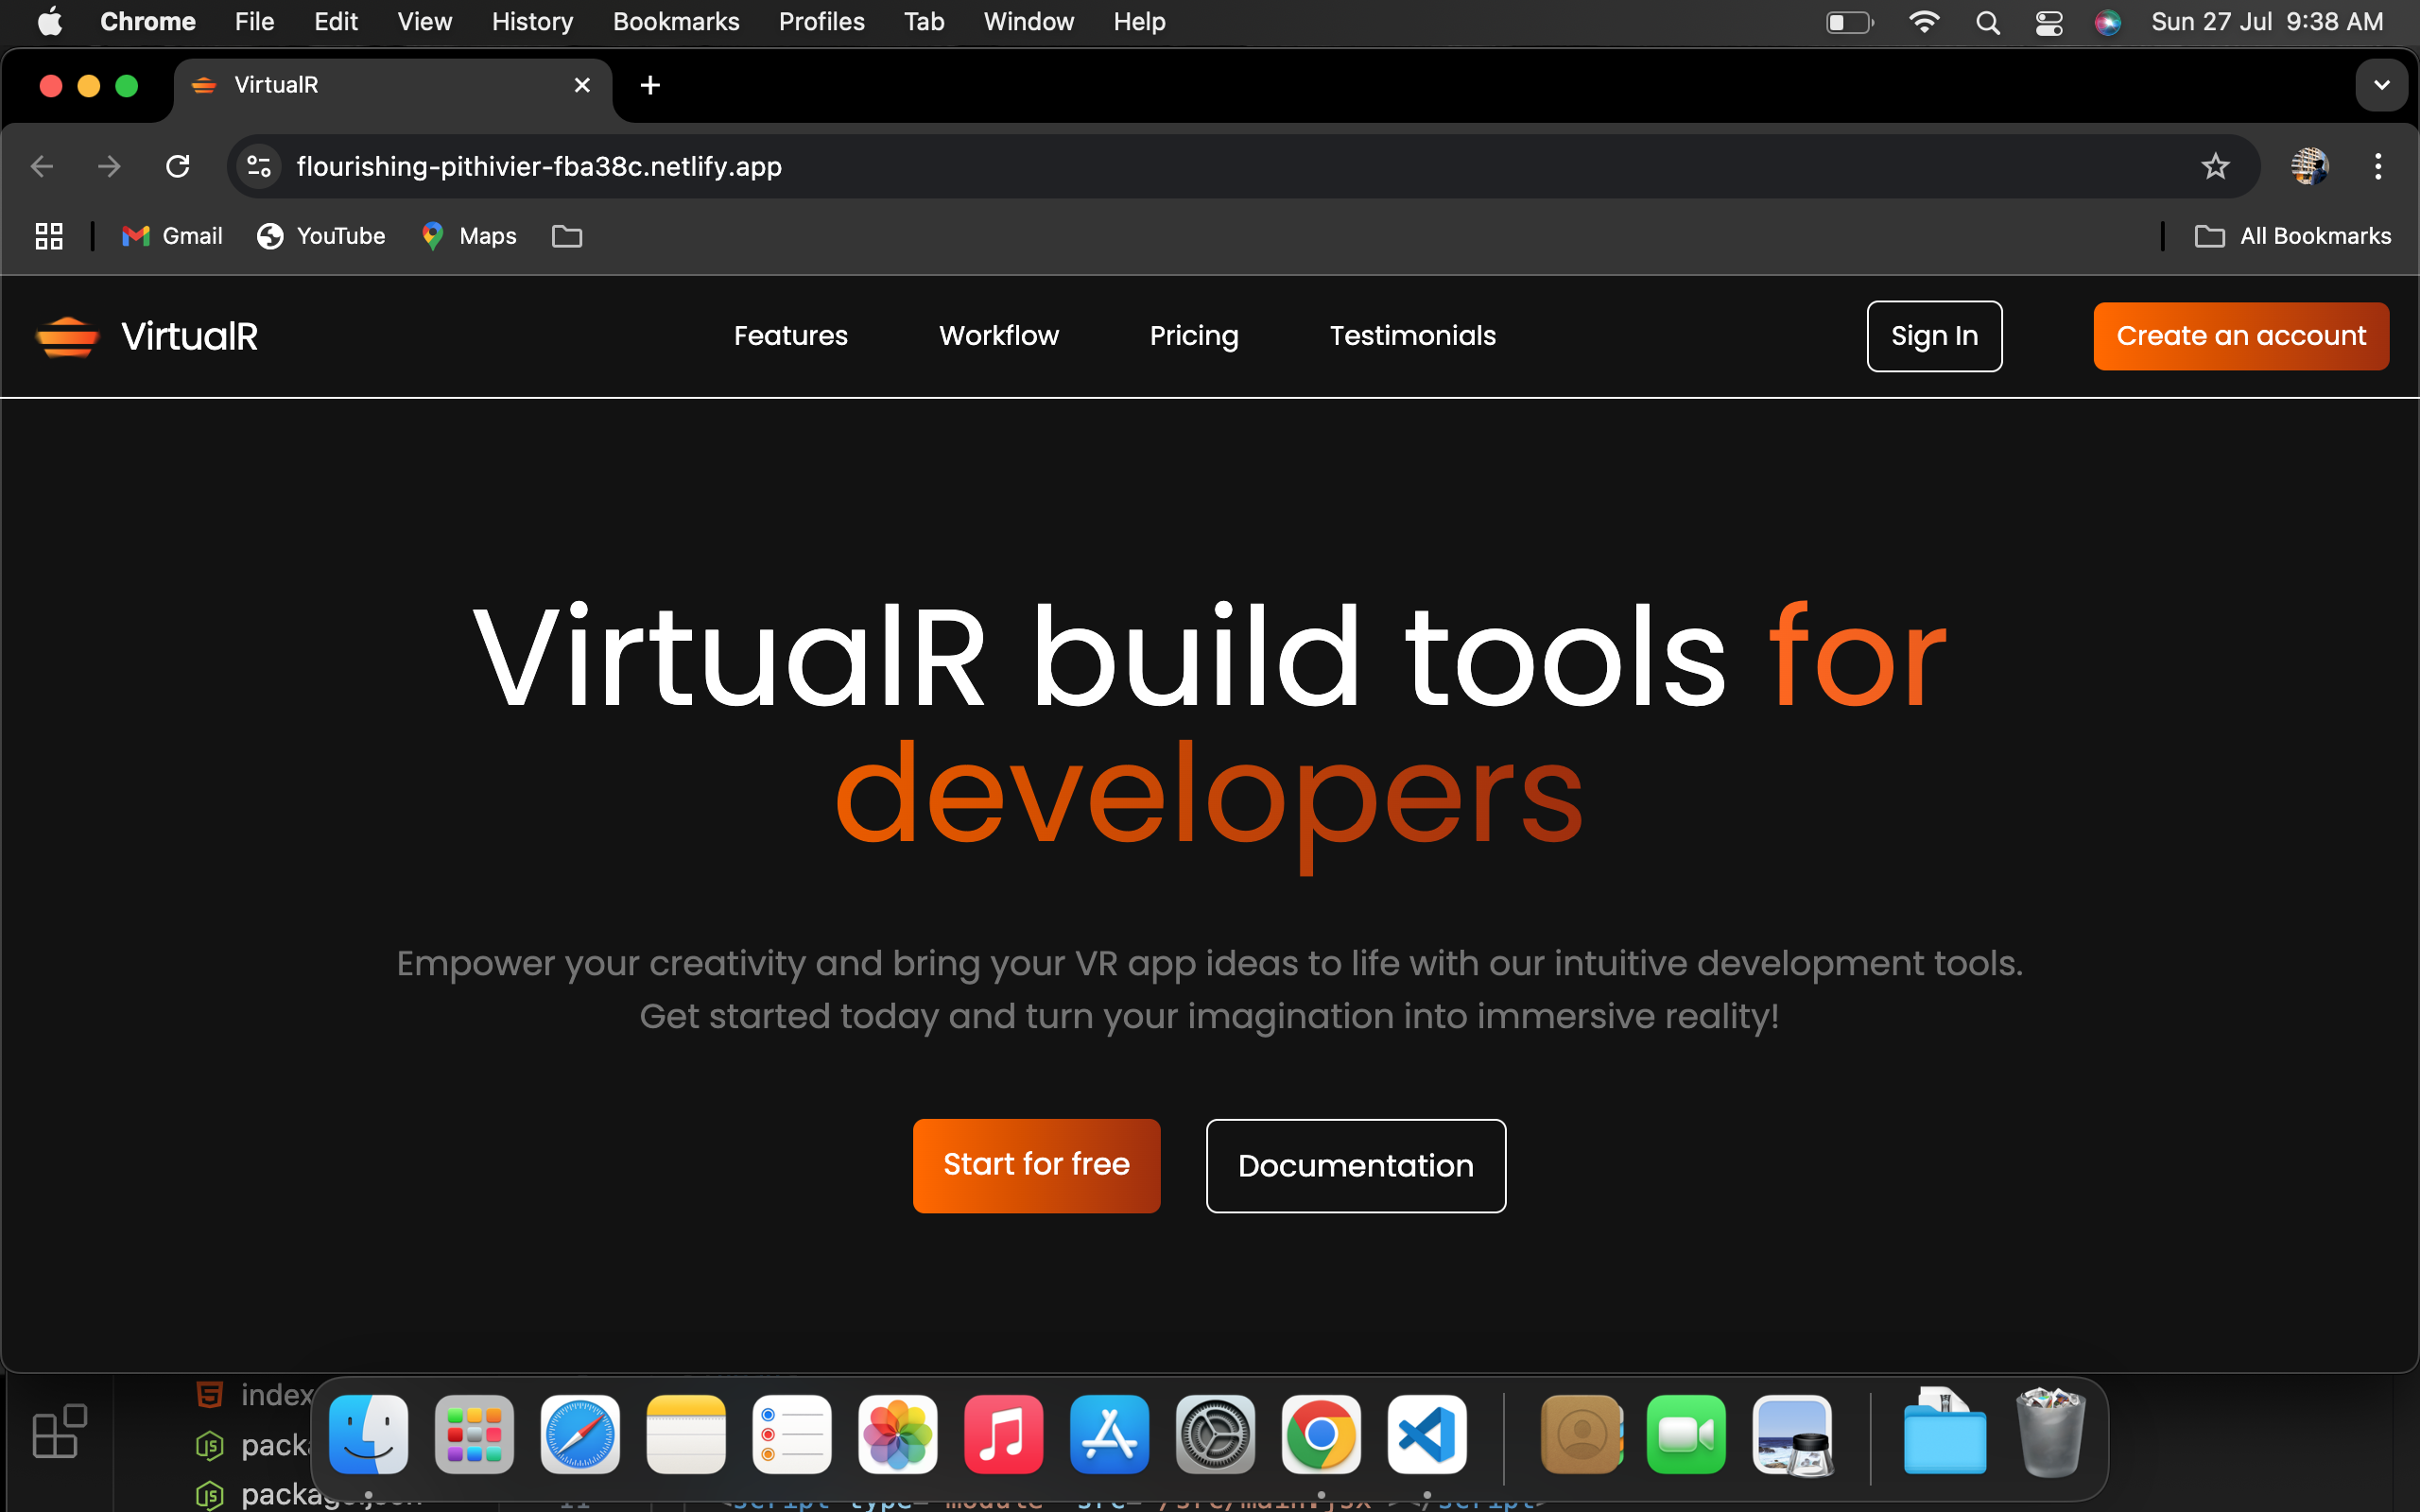 Chrome File Edit View History Bookmarks Profiles Tab Window Help Sun 27 Jul 9:38 AM
VirtualR
flourishing-pithivier-fba38c.netlify.app
Gmail YouTube Maps All Bookmarks
VirtualR Features Workflow Pricing Testimonials Sign In Create an account
VirtualR build tools for
developers
Empower your creativity and bring your VR app ideas to life with our intuitive development tools.
Get started today and turn your imagination into immersive reality!
Start for free Documentation
index